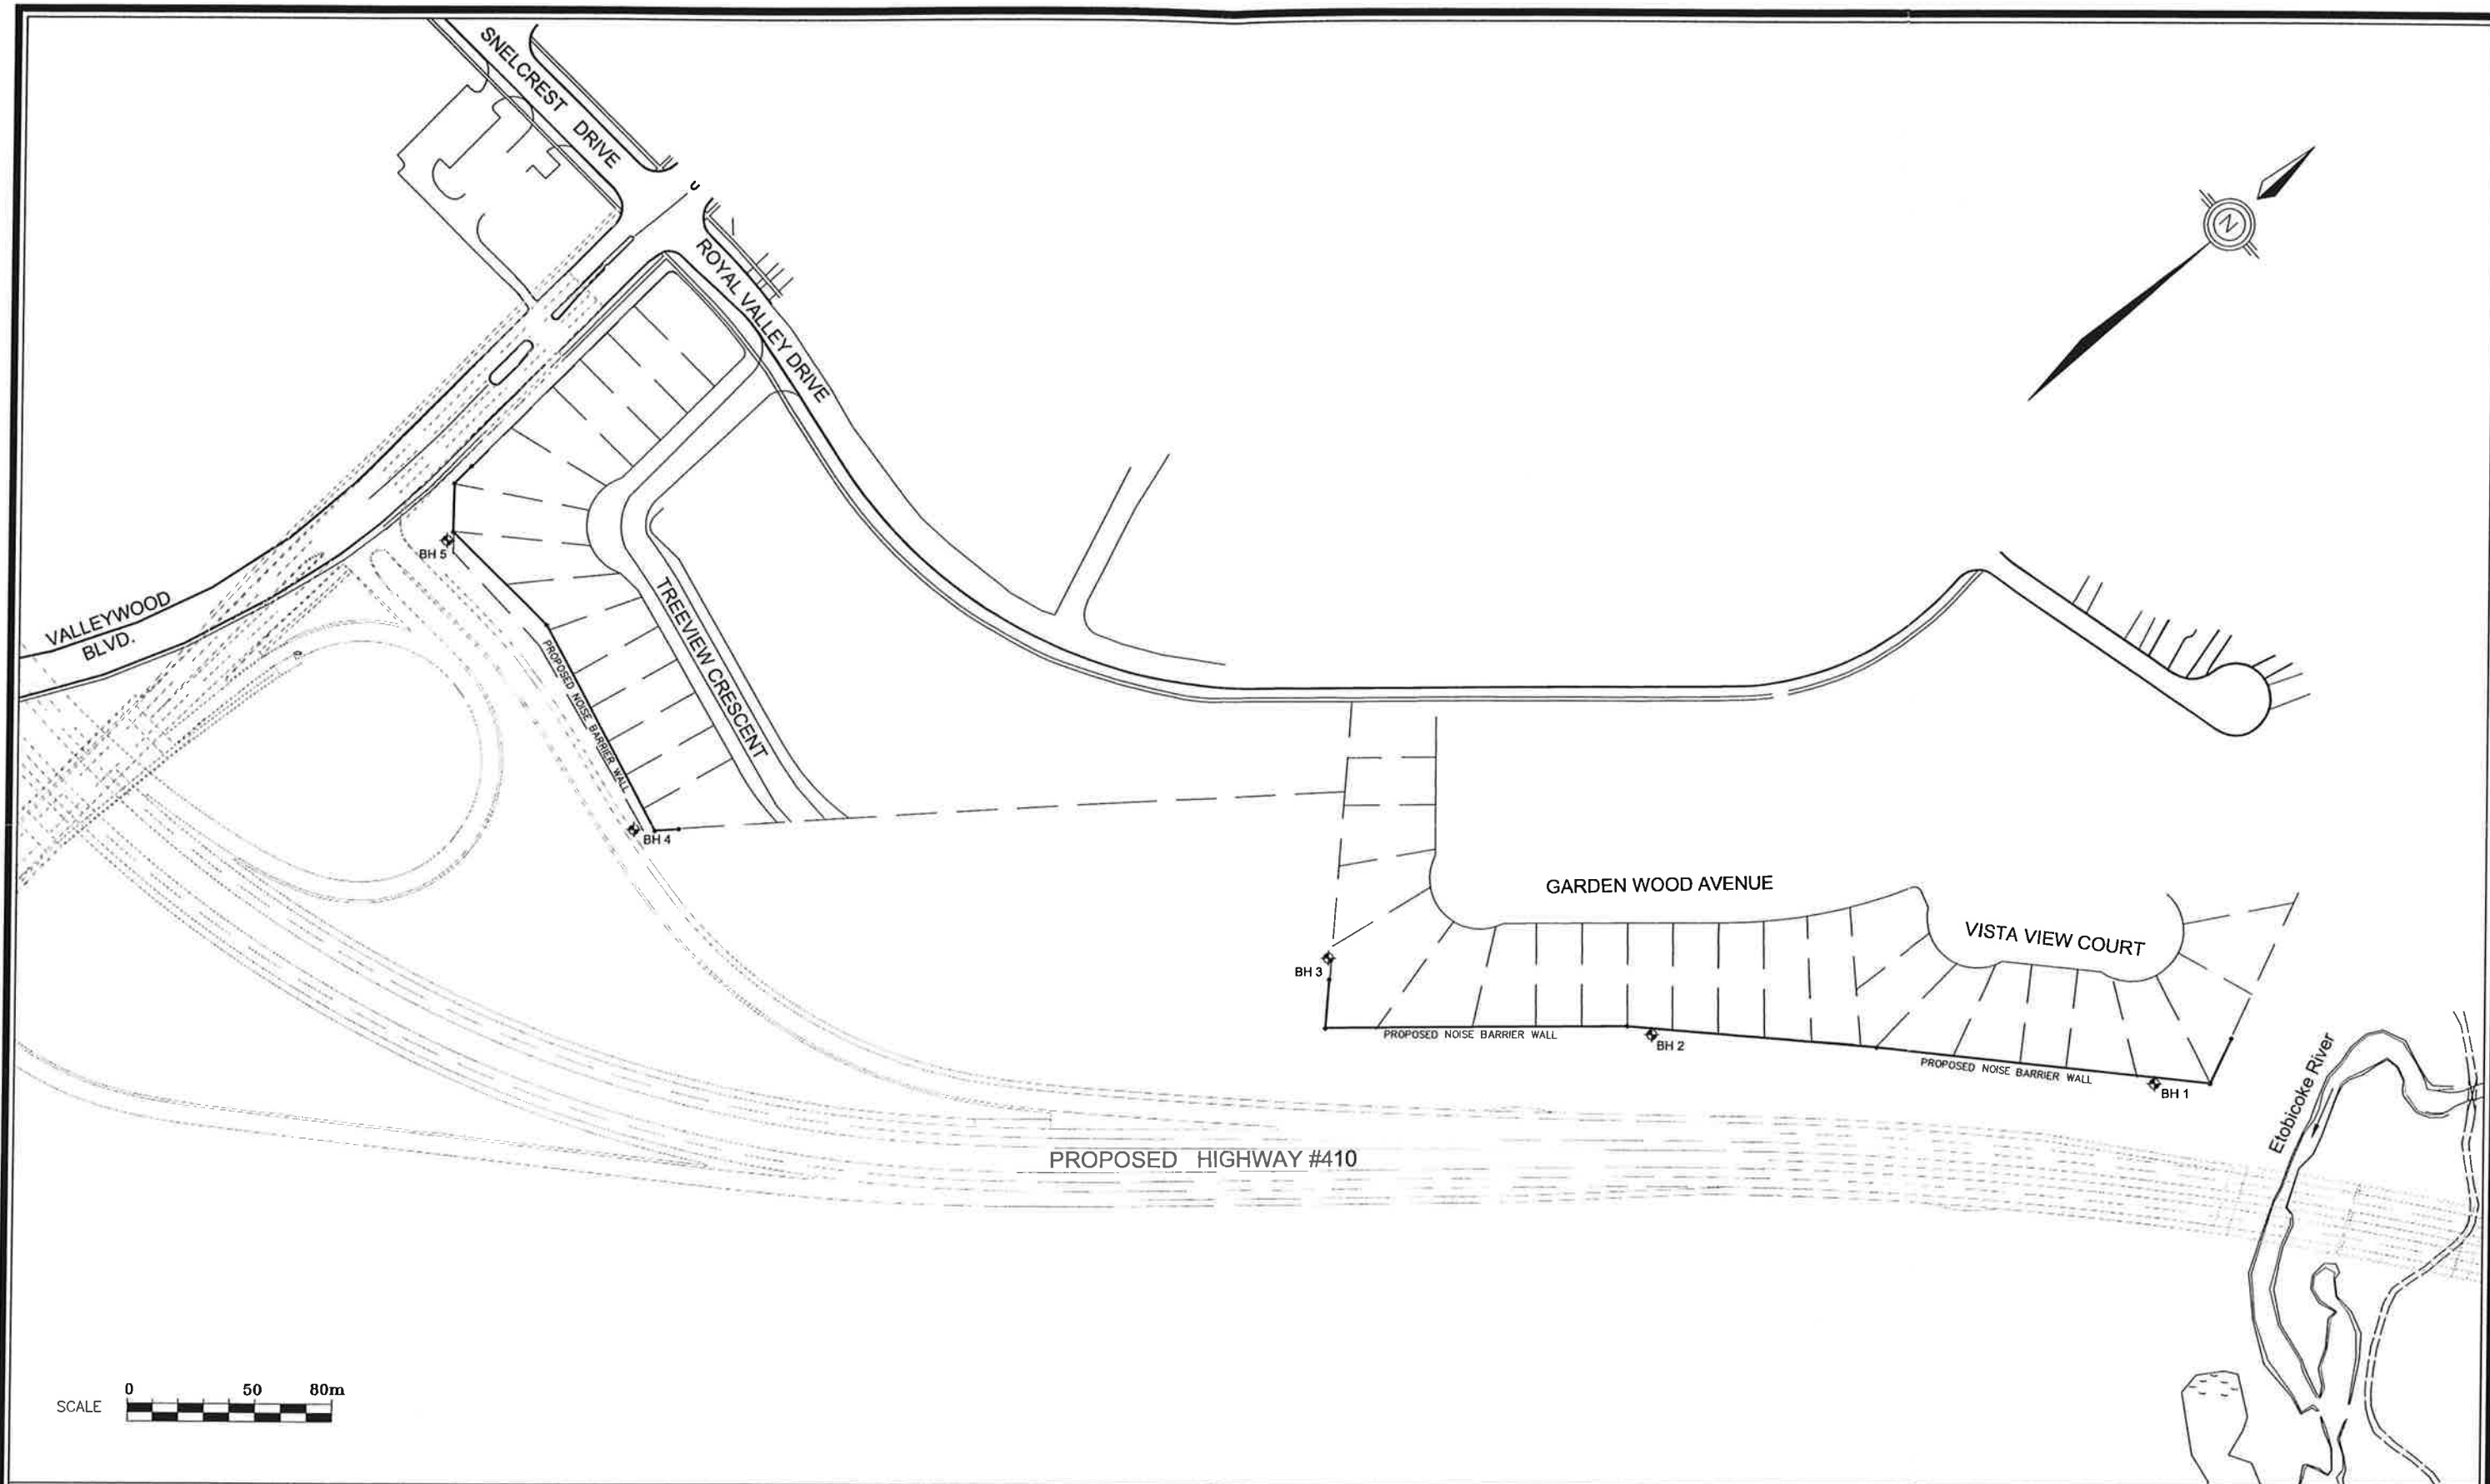 SNELCREST DRIVE
ROYAL VALLEY DRIVE
N
VALLEYWOOD
BLVD.
BH 5
TREEVIEW CRESCENT
PROPOSED NOISE BARRIER WALL
BH 4
GARDEN WOOD AVENUE
VISTA VIEW COURT
BH 3
PROPOSED NOISE BARRIER WALL
BH 2
PROPOSED NOISE BARRIER WALL
BH 1
Etobicoke River
PROPOSED HIGHWAY #410
SCALE
0 50 80m